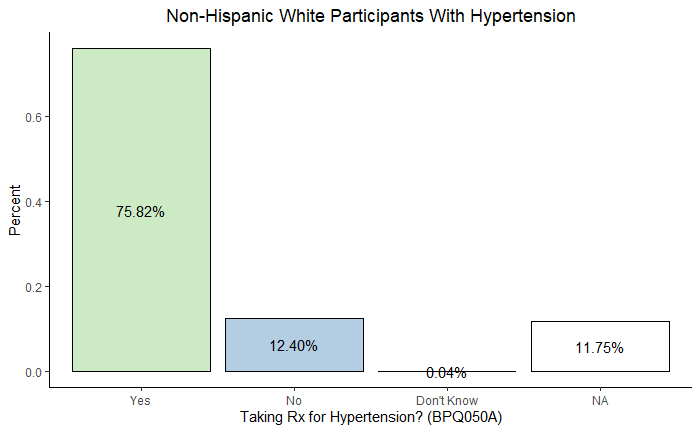 Non-Hispanic White Participants With Hypertension
Percent
0.6
0.4
0.2
0.0
75.82%
12.40%
0.04%
11.75%
Yes
No
Don't Know
NA
Taking Rx for Hypertension? (BPQ050A)